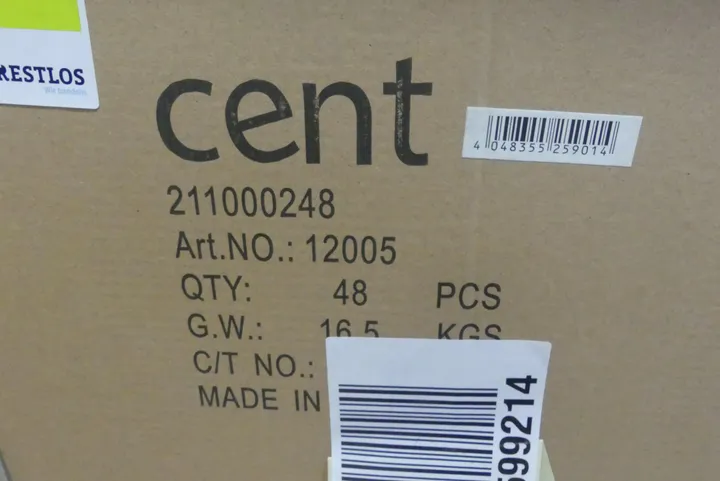 RESTLOS
cent
4 048355 259014
211000248
Art.NO.: 12005
QTY: 48 PCS
G.W.: 16.5 KGS
C/T NO.:
MADE IN
599214